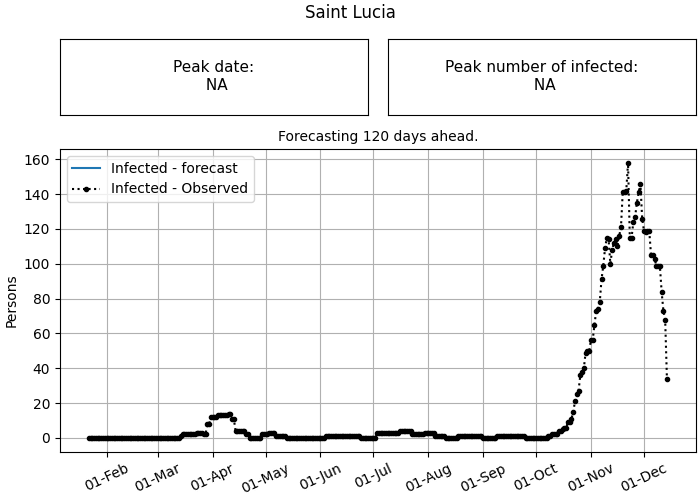 Saint Lucia
Peak date:
NA
Peak number of infected:
NA
Forecasting 120 days ahead.
Infected - forecast
Infected - Observed
160
140
120
100
80
60
40
20
0
Persons
01-Feb
01-Mar
01-Apr
01-May
01-Jun
01-Jul
01-Aug
01-Sep
01-Oct
01-Nov
01-Dec